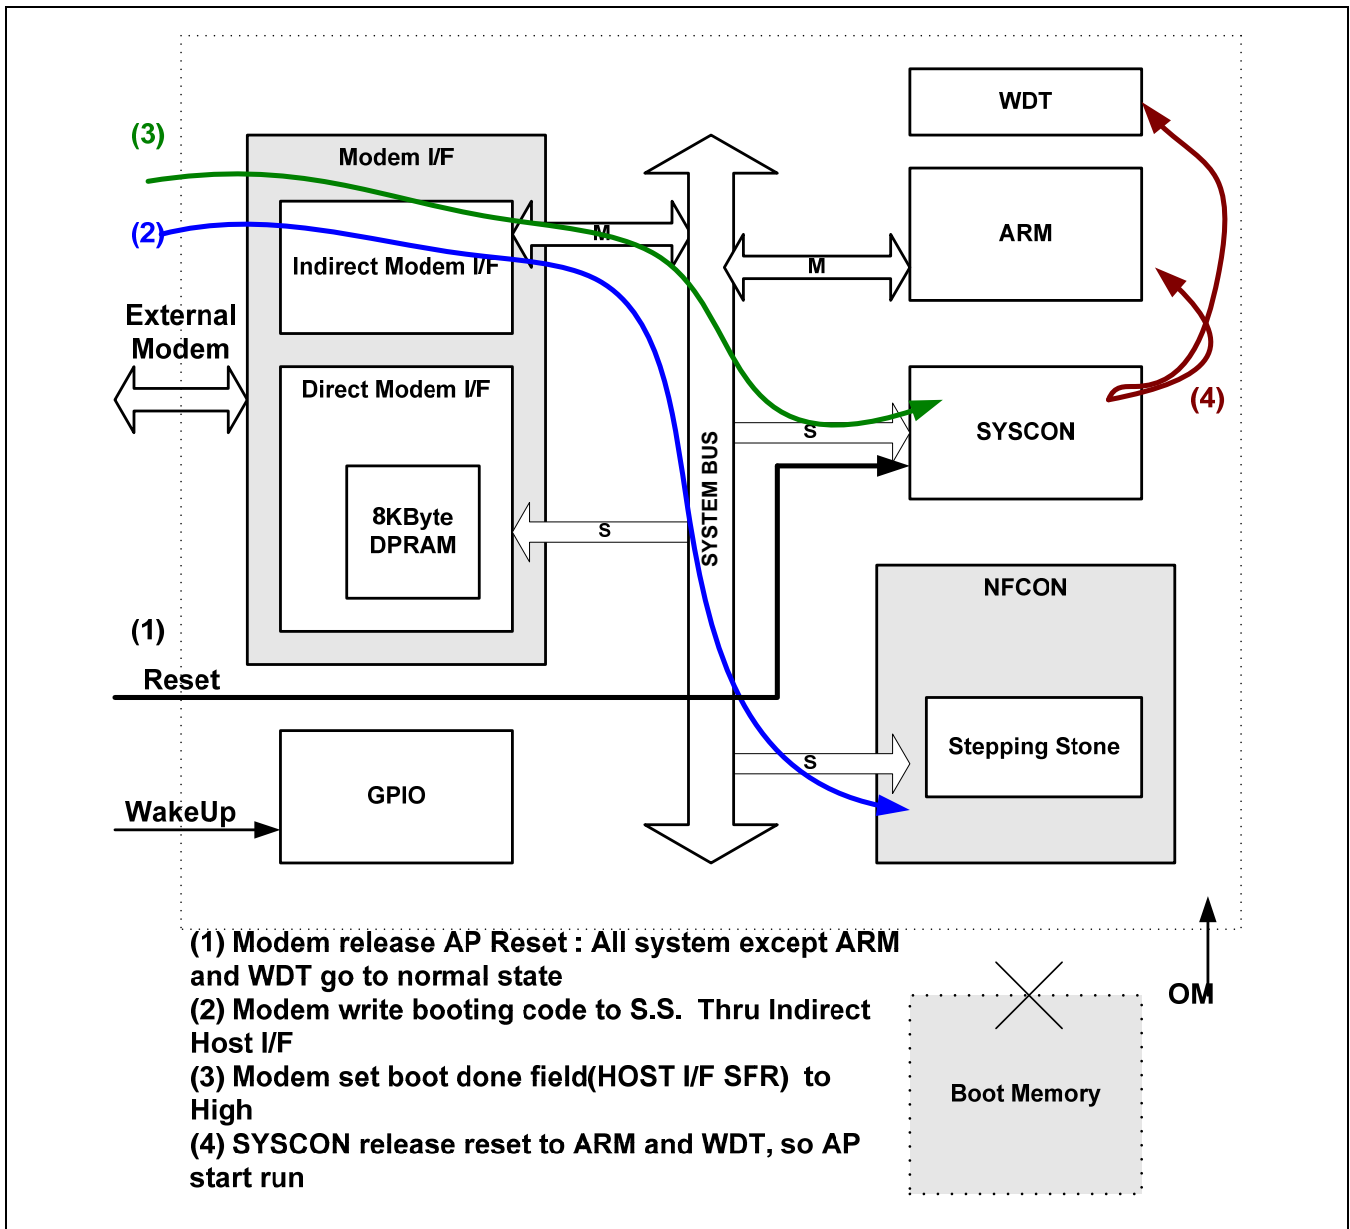 WDT
(3)
Modem I/F
(2)
M
ARM
Indirect Modem I/F
M
External
Modem
Direct Modem I/F
(4)
S
SYSCON
SYSTEM BUS
8KByte
DPRAM
S
NFCON
(1)
Reset
Stepping Stone
S
GPIO
WakeUp
(1) Modem release AP Reset : All system except ARM
and WDT go to normal state
(2) Modem write booting code to S.S. Thru Indirect
Host I/F
(3) Modem set boot done field(HOST I/F SFR) to
High
(4) SYSCON release reset to ARM and WDT, so AP
start run
OM
Boot Memory